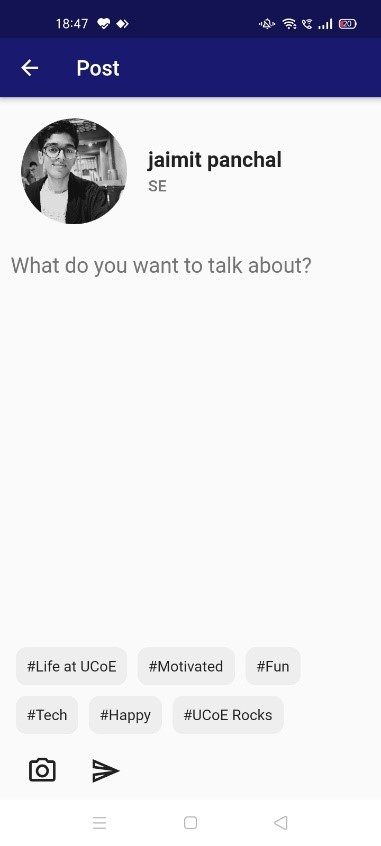 18:47 20
Post
jaimit panchal
SE
What do you want to talk about?
#Life at UCoE #Motivated #Fun
#Tech #Happy #UCoE Rocks